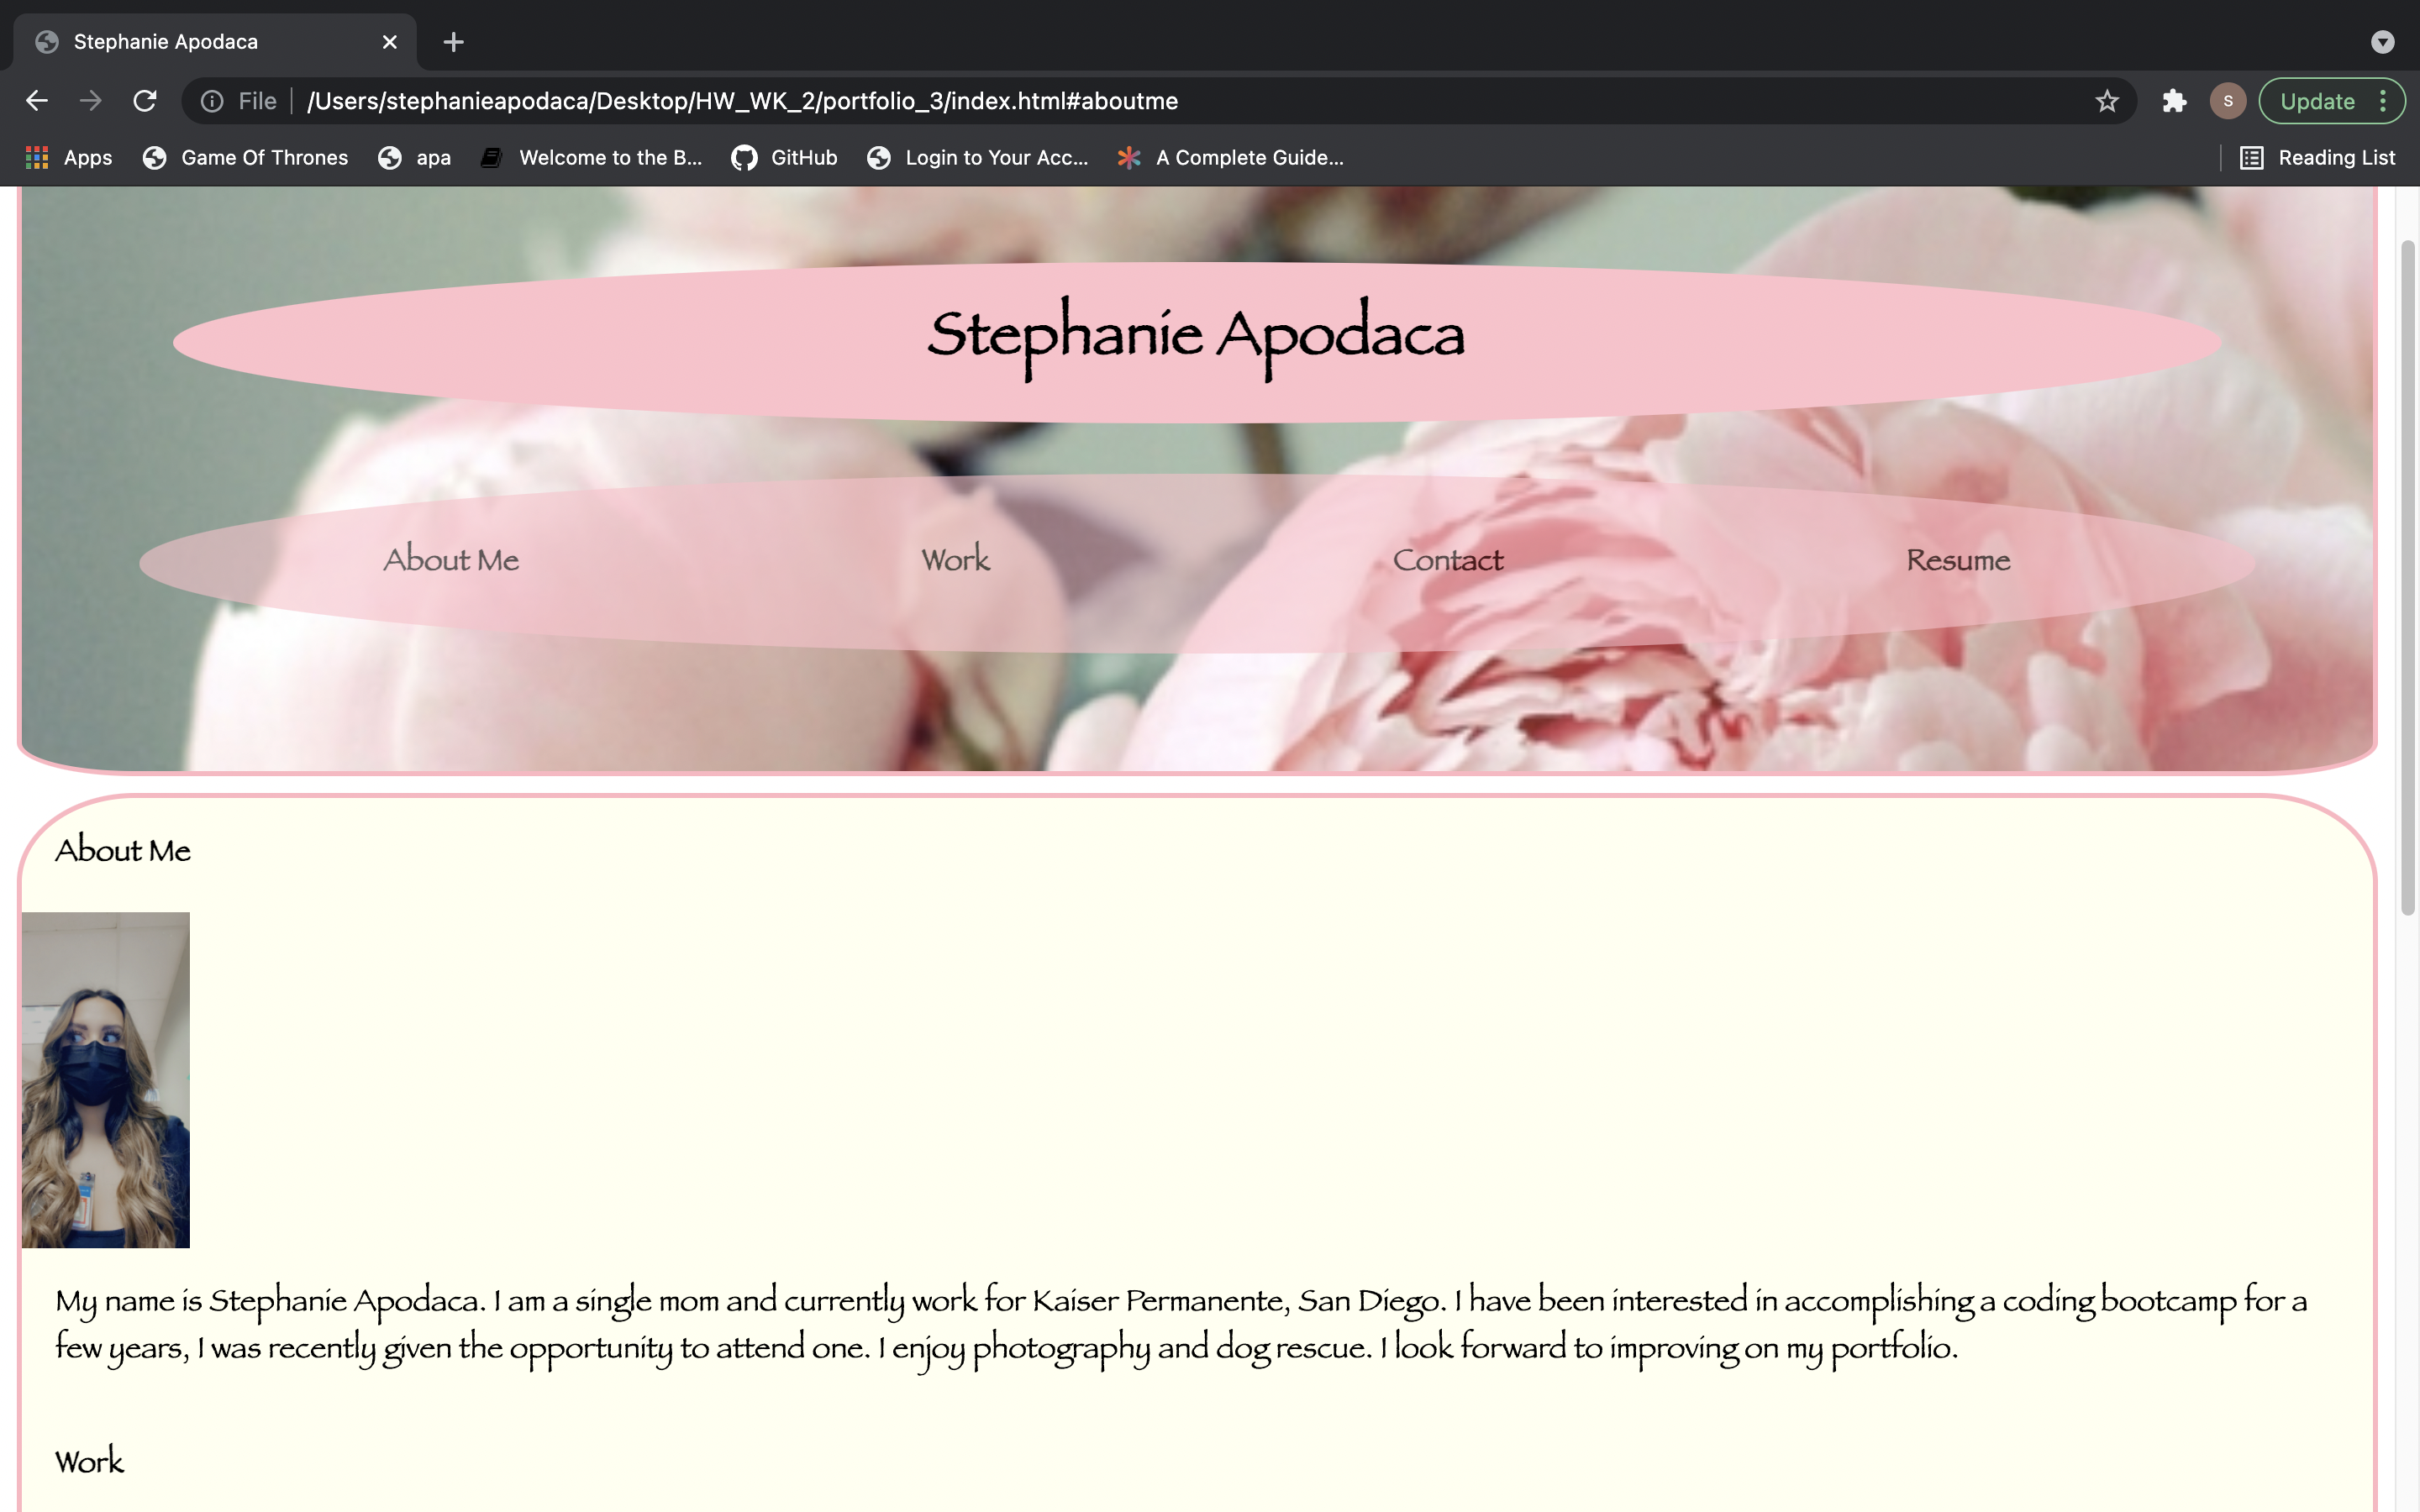 Stephanie Apodaca
File /Users/stephanieapodaca/Desktop/HW_WK_2/portfolio_3/index.html#aboutme S Update
Apps Game Of Thrones apa Welcome to the B... GitHub Login to Your Acc... A Complete Guide... Reading List
Stephanie Apodaca
About Me Work Contact Resume
About Me
My name is Stephanie Apodaca. I am a single mom and currently work for Kaiser Permanente, San Diego. I have been interested in accomplishing a coding bootcamp for a
few years, I was recently given the opportunity to attend one. I enjoy photography and dog rescue. I look forward to improving on my portfolio.
Work